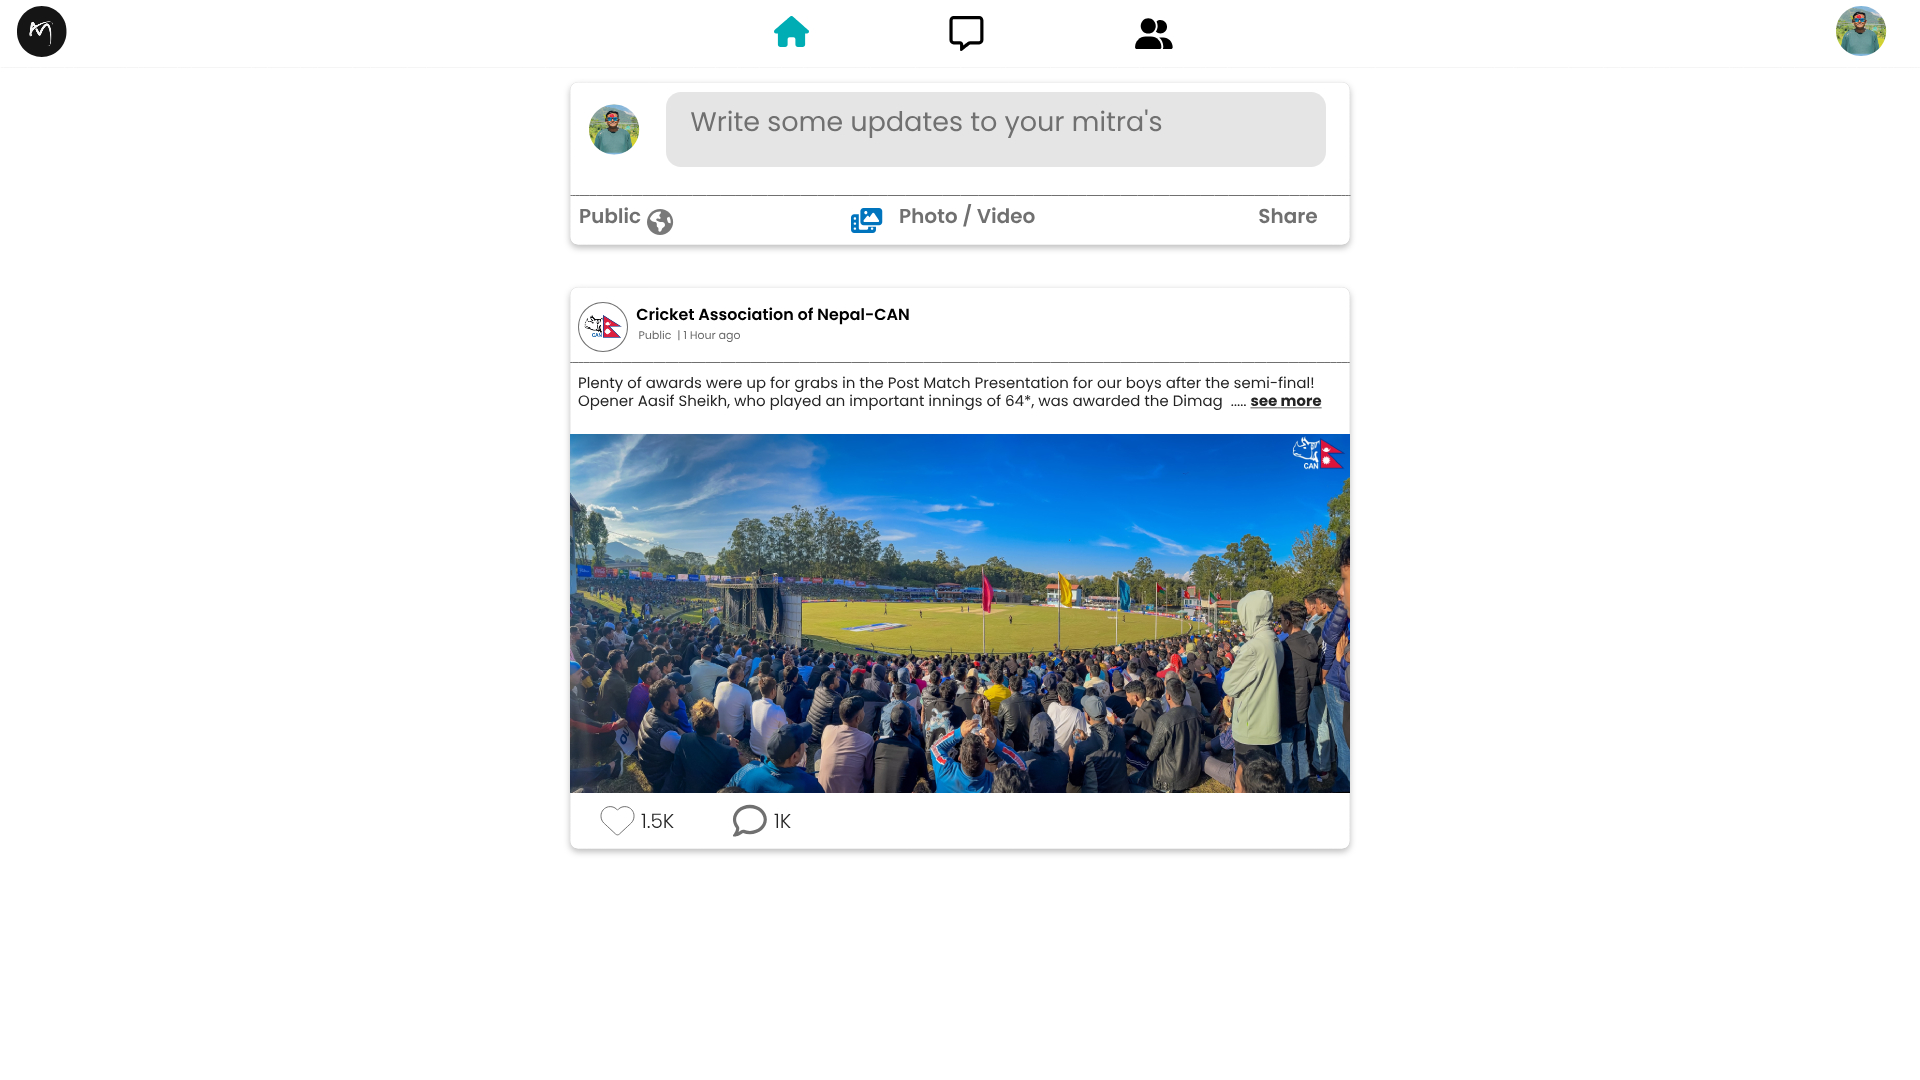 Write some updates to your mitra's
Public
Photo / Video
Share
Cricket Association of Nepal-CAN
Public | 1 Hour ago
Plenty of awards were up for grabs in the Post Match Presentation for our boys after the semi-final!
Opener Aasif Sheikh, who played an important innings of 64*, was awarded the Dimag ..... see more
CAN
CAN
1.5K
1K